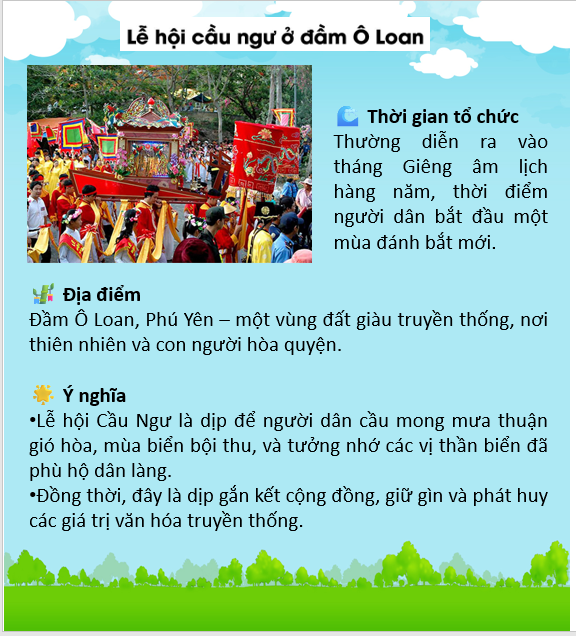 Lễ hội cầu ngư ở đầm Ô Loan
Thời gian tổ chức
Thường diễn ra vào
tháng Giêng âm lịch
hàng năm, thời điểm
người dân bắt đầu một
mùa đánh bắt mới.
Địa điểm
Đầm Ô Loan, Phú Yên – một vùng đất giàu truyền thống, nơi
thiên nhiên và con người hòa quyện.
Ý nghĩa
•Lễ hội Cầu Ngư là dịp để người dân cầu mong mưa thuận
gió hòa, mùa biển bội thu, và tưởng nhớ các vị thần biển đã
phù hộ dân làng.
•Đồng thời, đây là dịp gắn kết cộng đồng, giữ gìn và phát huy
các giá trị văn hóa truyền thống.